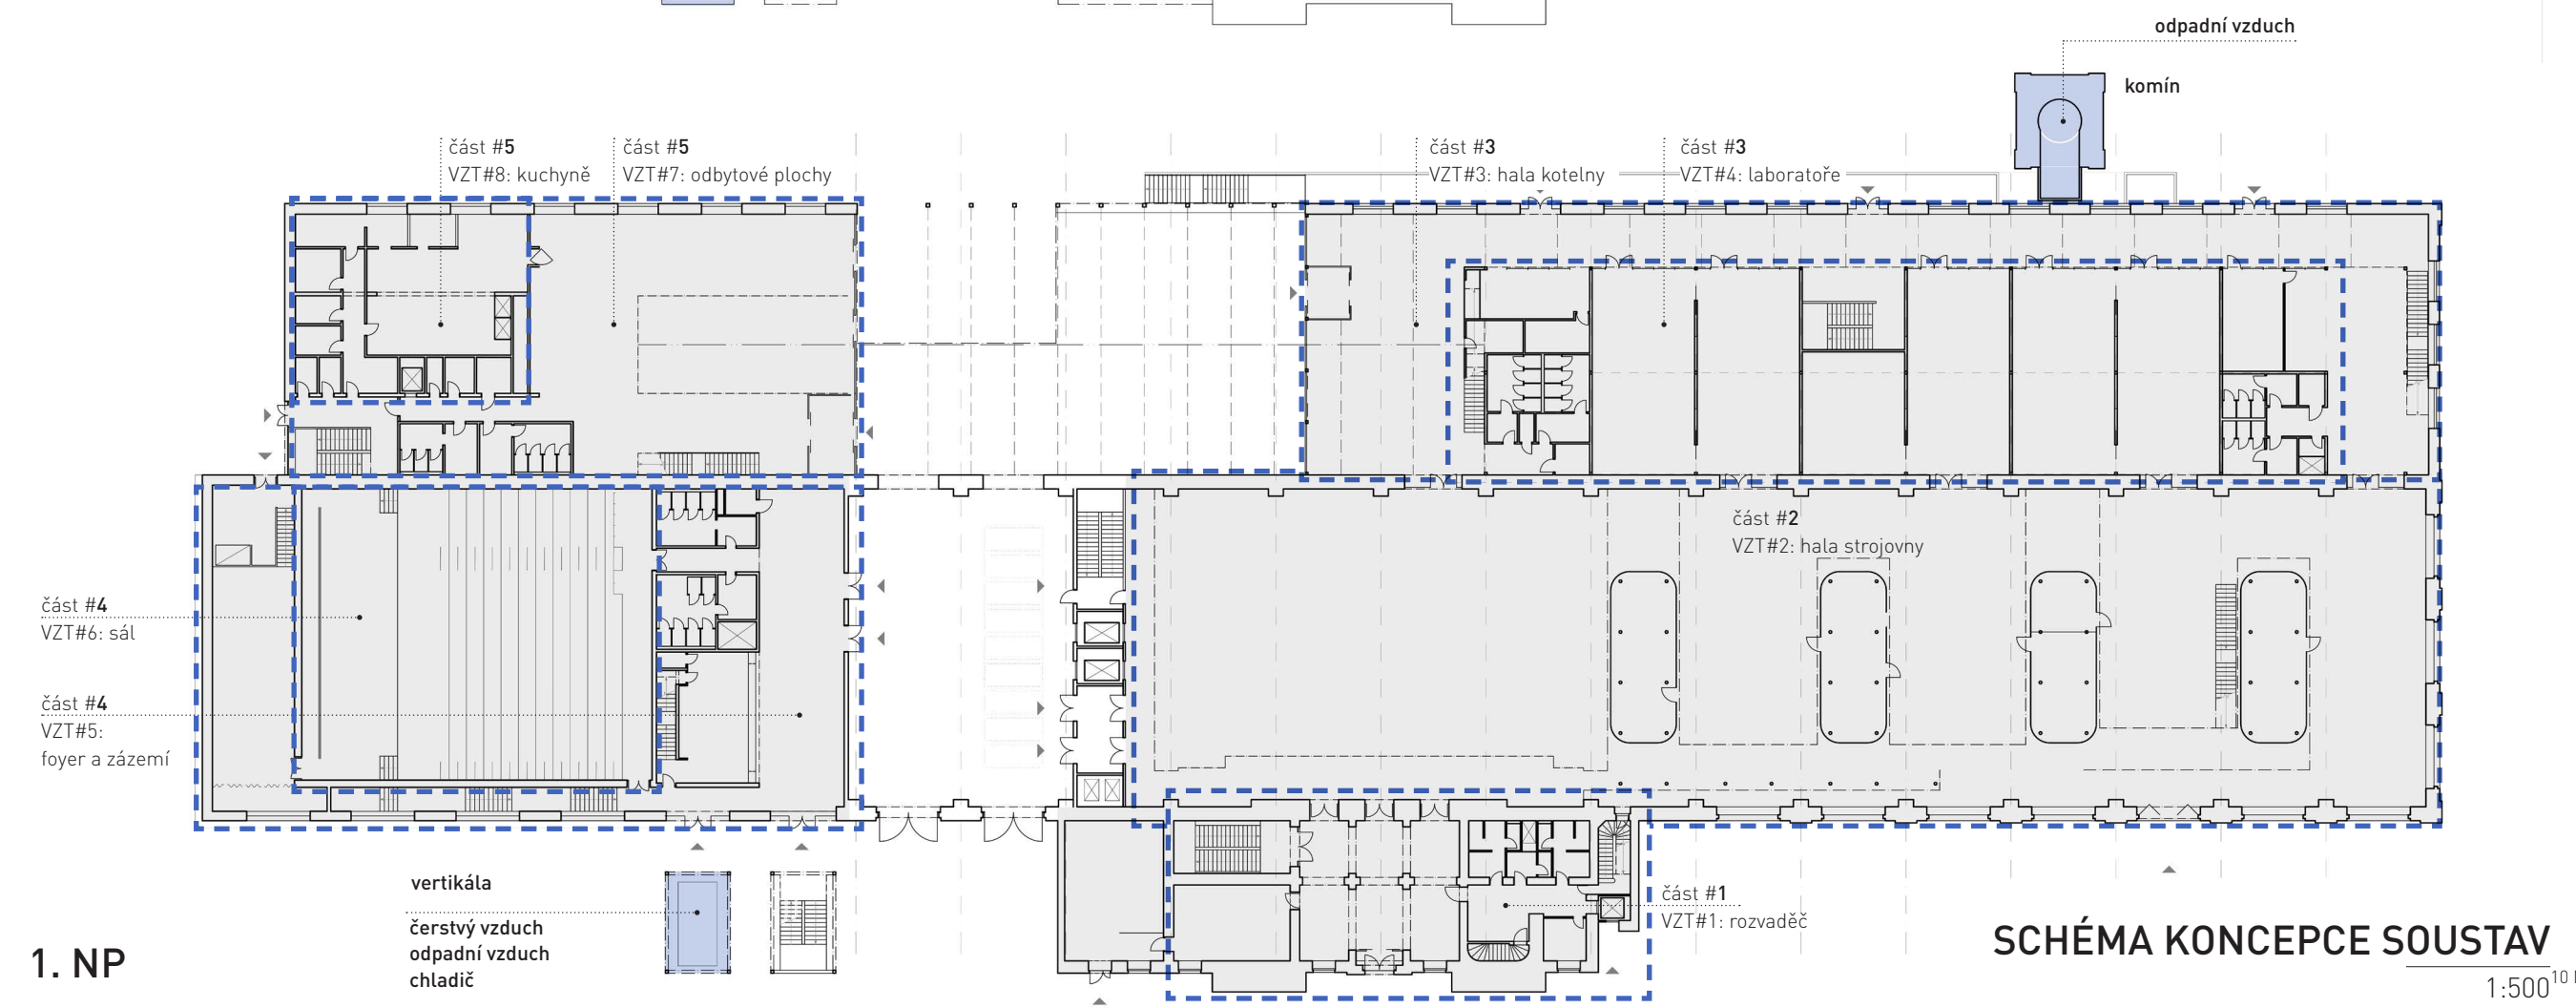 odpadní vzduch
komín
část #5
VZT#8: kuchyně
část #5
VZT#7: odbytové plochy
část #3
VZT#3: hala kotelny
část #3
VZT#4: laboratoře
část #2
VZT#2: hala strojovny
část #4
VZT#6: sál
část #4
VZT#5:
foyer a zázemí
vertikála
čerstvý vzduch
odpadní vzduch
chladič
část #1
VZT#1: rozvaděč
1. NP
SCHÉMA KONCEPCE SOUSTAV
1:500
10